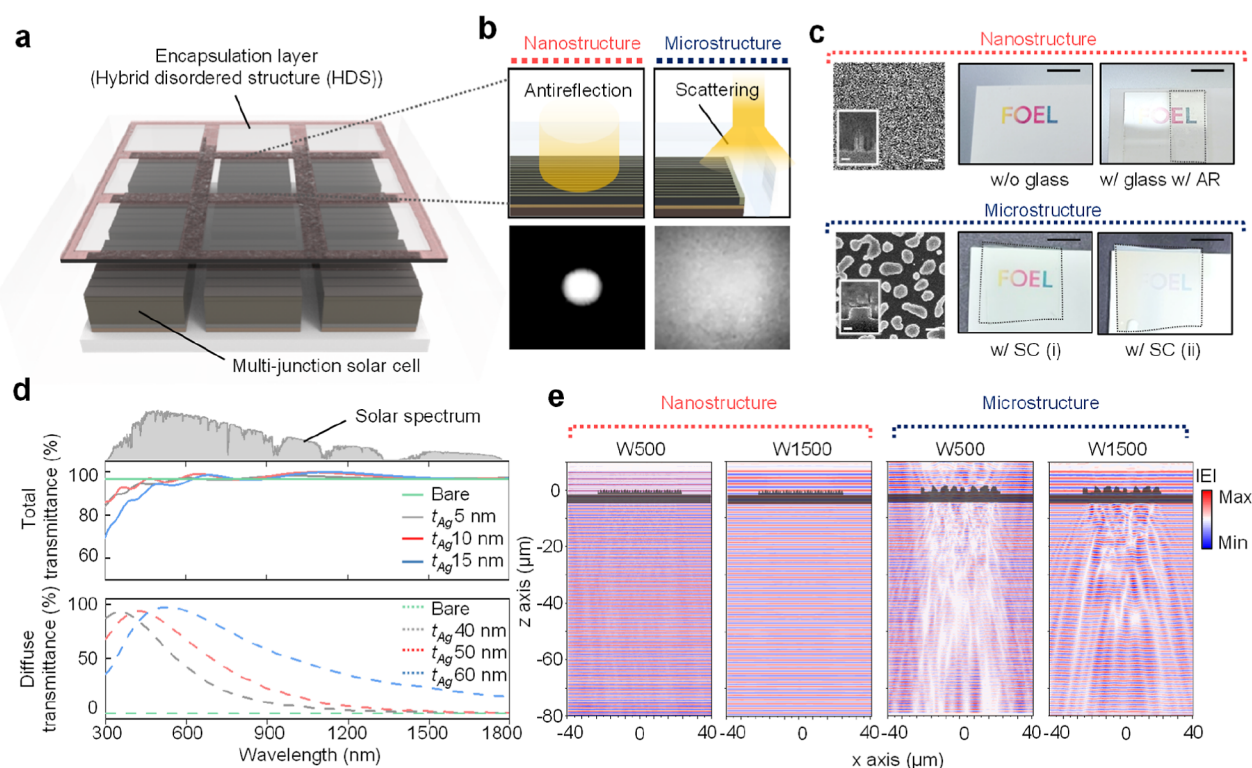 a
Encapsulation layer
(Hybrid disordered structure (HDS))
Multi-junction solar cell
b
Nanostructure
Microstructure
Antireflection
Scattering
c
Nanostructure
FOEL
FOEL
w/o glass
w/ glass w/ AR
Microstructure
FOEL
FOEL
w/ SC (i)
w/ SC (ii)
d
Solar spectrum
Total
transmittance (%)
100
80
60
Bare
tAg 5 nm
tAg 10 nm
tAg 15 nm
Diffuse
transmittance (%)
100
50
0
Bare
tAg 40 nm
tAg 50 nm
tAg 60 nm
300
600
900
1200
1500
1800
Wavelength (nm)
e
Nanostructure
Microstructure
W500
W1500
W500
W1500
IEI
Max
Min
z axis (μm)
0
-20
-40
-60
-80
-40
0
40
-40
0
40
-40
0
40
-40
0
40
x axis (μm)